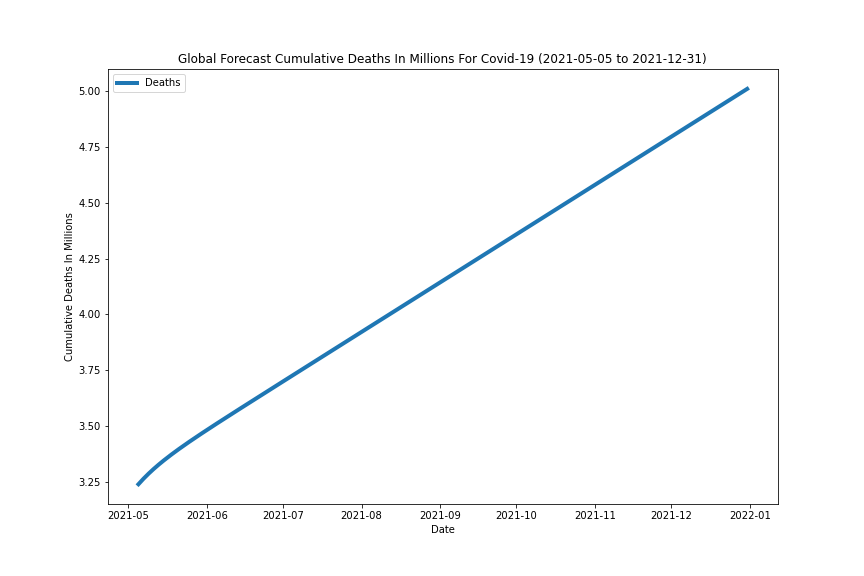 Global Forecast Cumulative Deaths In Millions For Covid-19 (2021-05-05 to 2021-12-31)
Deaths
Cumulative Deaths In Millions
5.00
4.75
4.50
4.25
4.00
3.75
3.50
3.25
2021-05 2021-06 2021-07 2021-08 2021-09 2021-10 2021-11 2021-12 2022-01
Date